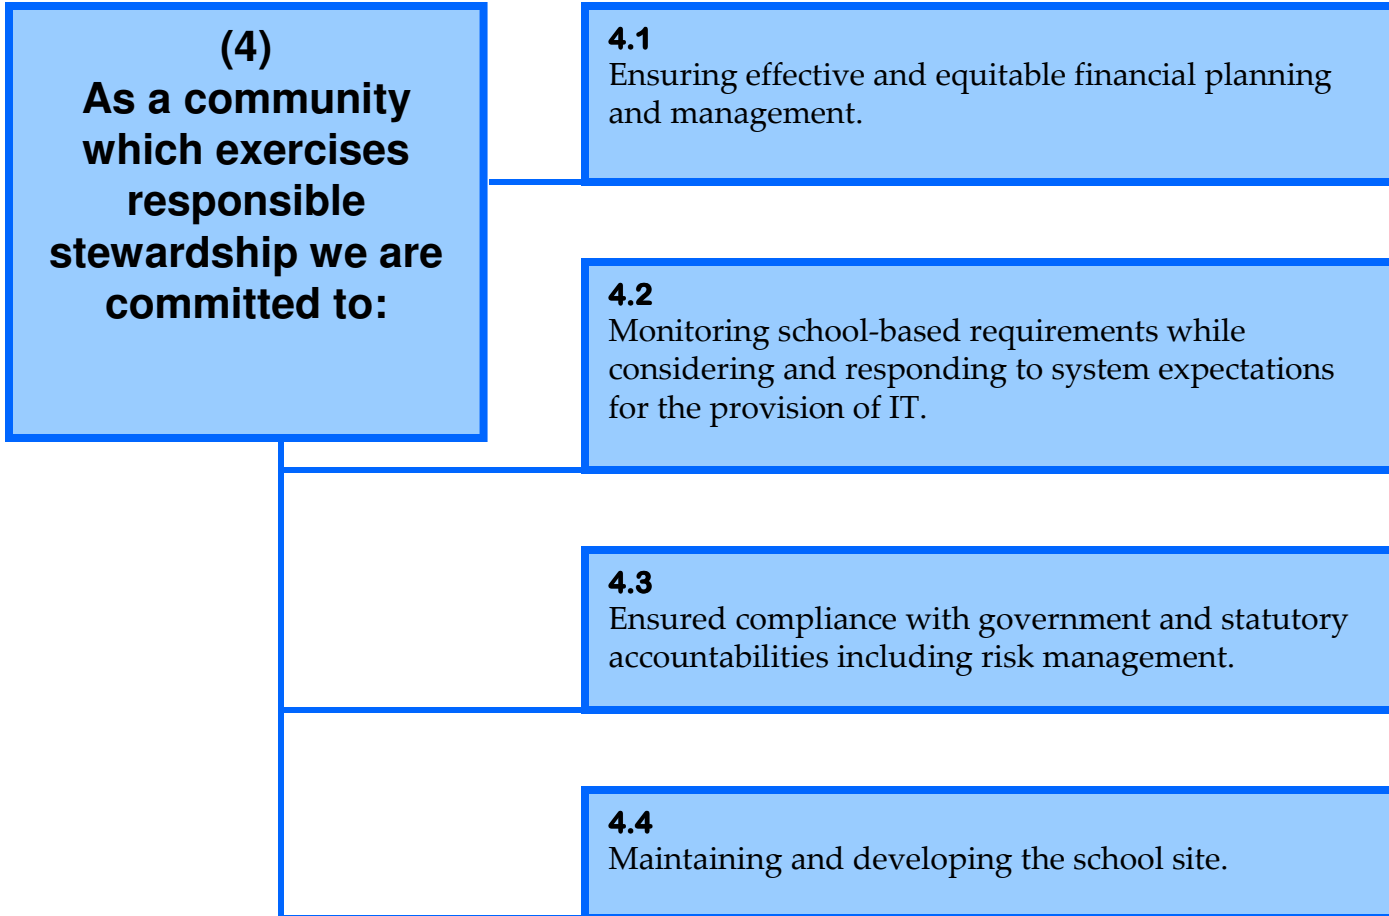 (4)
As a community
which exercises
responsible
stewardship we are
committed to:
4.1
Ensuring effective and equitable financial planning
and management.
4.2
Monitoring school-based requirements while
considering and responding to system expectations
for the provision of IT.
4.3
Ensured compliance with government and statutory
accountabilities including risk management.
4.4
Maintaining and developing the school site.